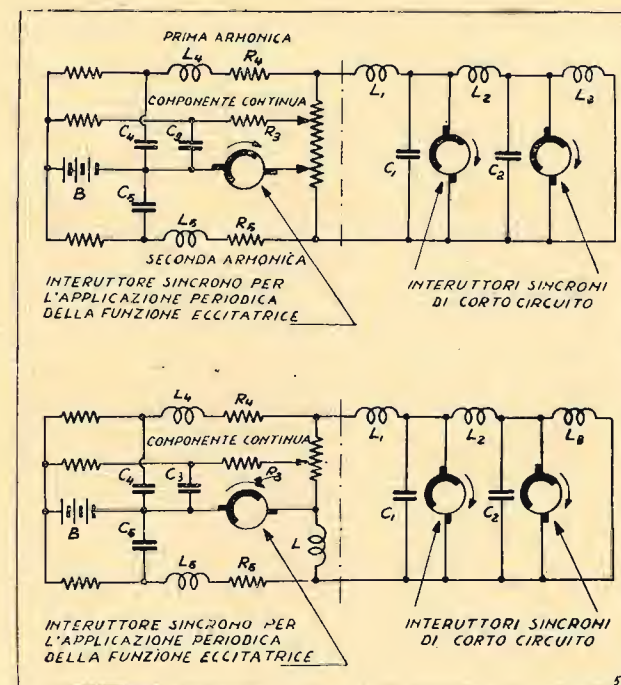 PRIMA ARMONICA
L4 R4
L1 L2 L3
COMPONENTE CONTINUA
C4 C3 R3
C1 C2
B
C5
L5 R5
SECONDA ARMONICA
INTERUTTORE SINCRONO PER
L'APPLICAZIONE PERIODICA
DELLA FUNZIONE ECCITATRICE
INTERUTTORI SINCRONI
DI CORTO CIRCUITO
L4 R4
L1 L2 L3
COMPONENTE CONTINUA
C4 C3 R3
C1 C2
B
C5
L
L5 R5
INTERUTTORE SINCRONO PER
L'APPLICAZIONE PERIODICA
DELLA FUNZIONE ECCITATRICE
INTERUTTORI SINCRONI
DI CORTO CIRCUITO
5